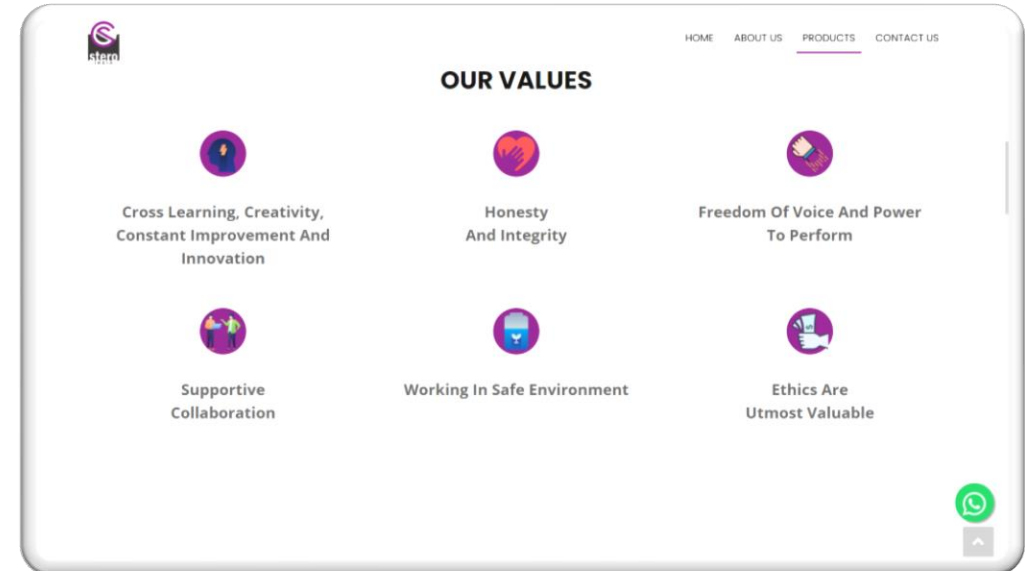 stero
HOME ABOUT US PRODUCTS CONTACT US
OUR VALUES
Cross Learning, Creativity,
Constant Improvement And
Innovation
Honesty
And Integrity
Freedom Of Voice And Power
To Perform
Supportive
Collaboration
Working In Safe Environment
Ethics Are
Utmost Valuable